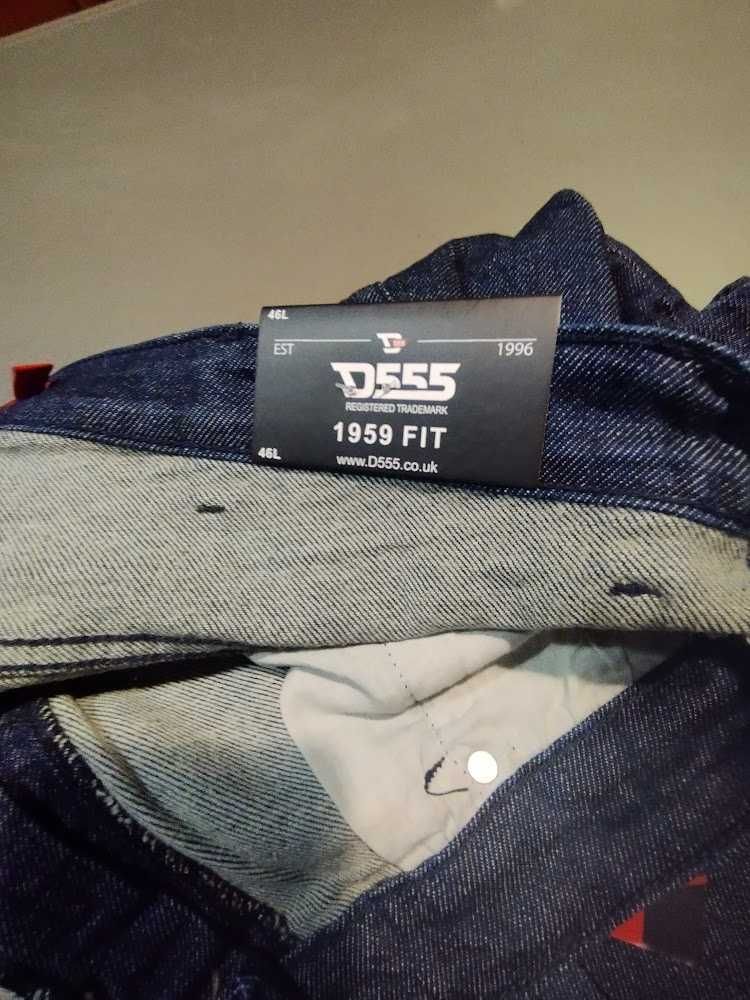 46L
EST 1996
D555
REGISTERED TRADEMARK
1959 FIT
46L www.D555.co.uk